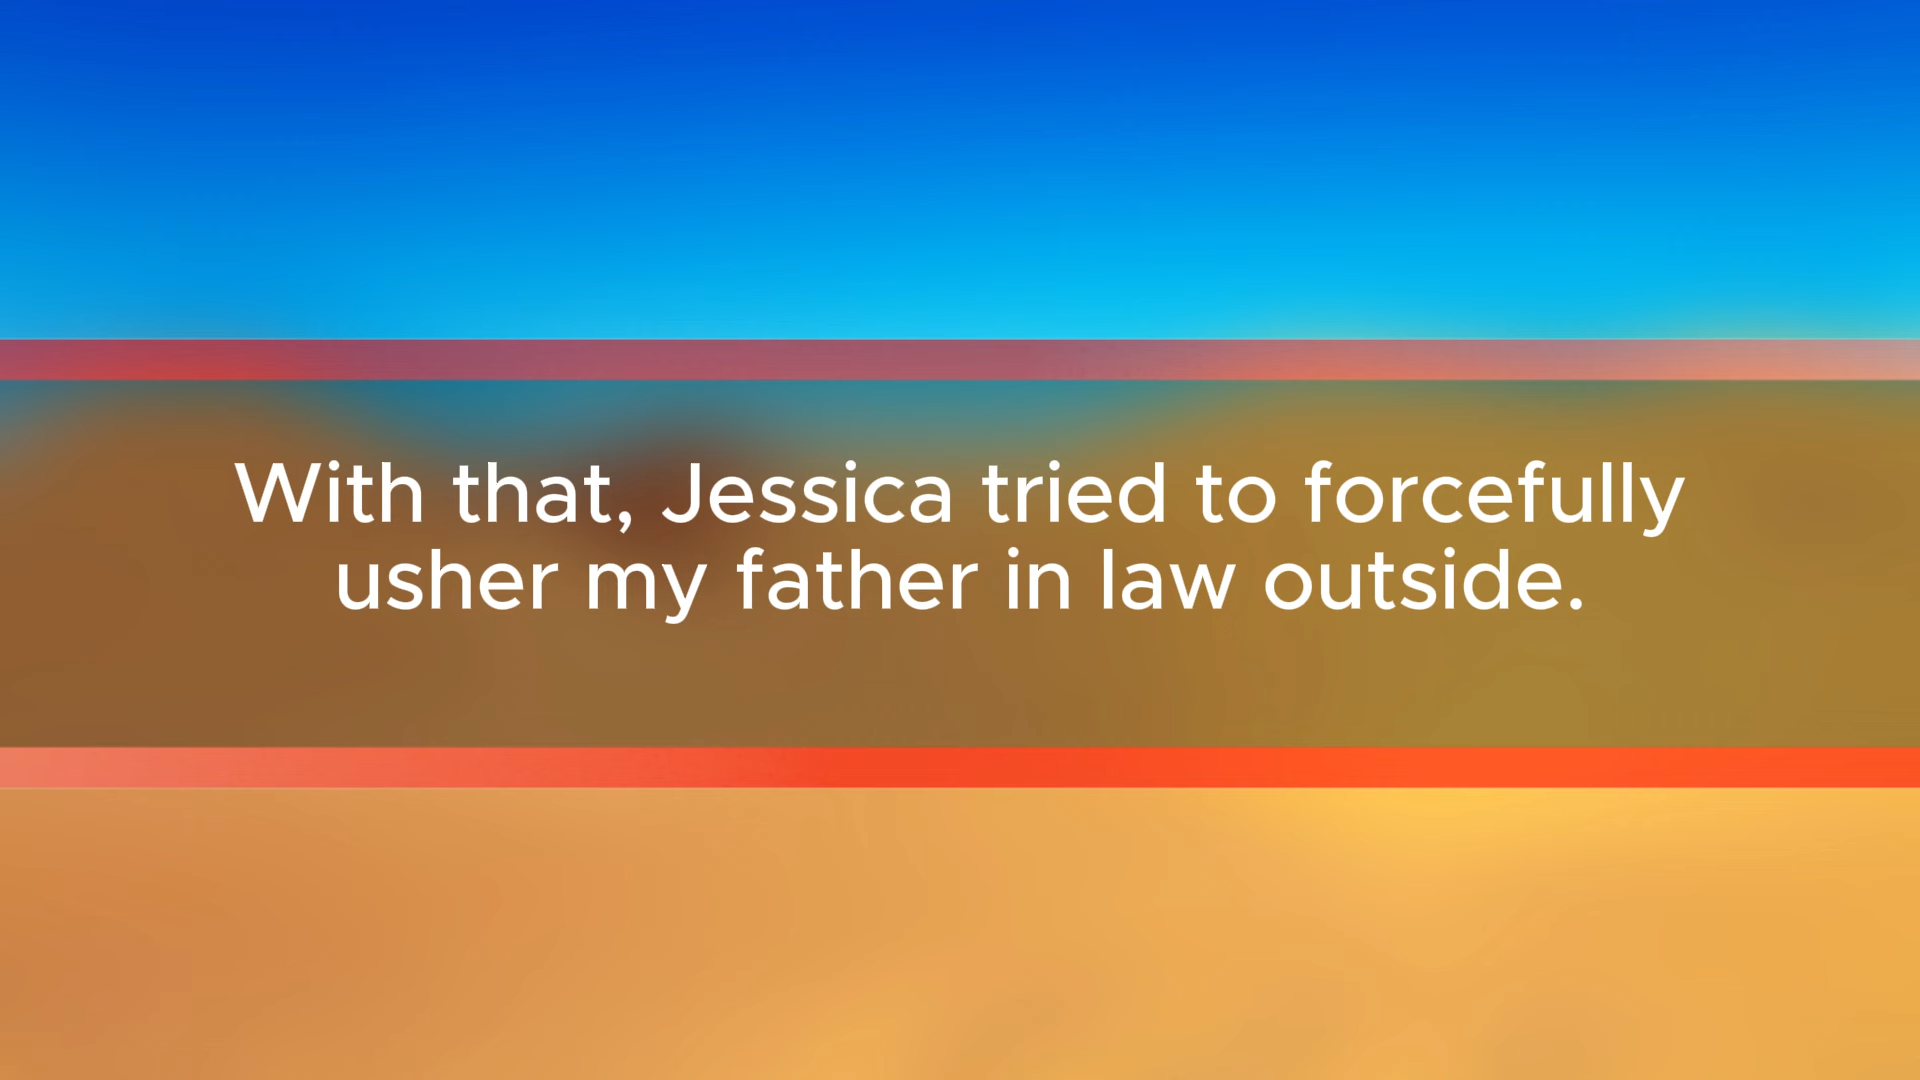 With that, Jessica tried to forcefully
usher my father in law outside.